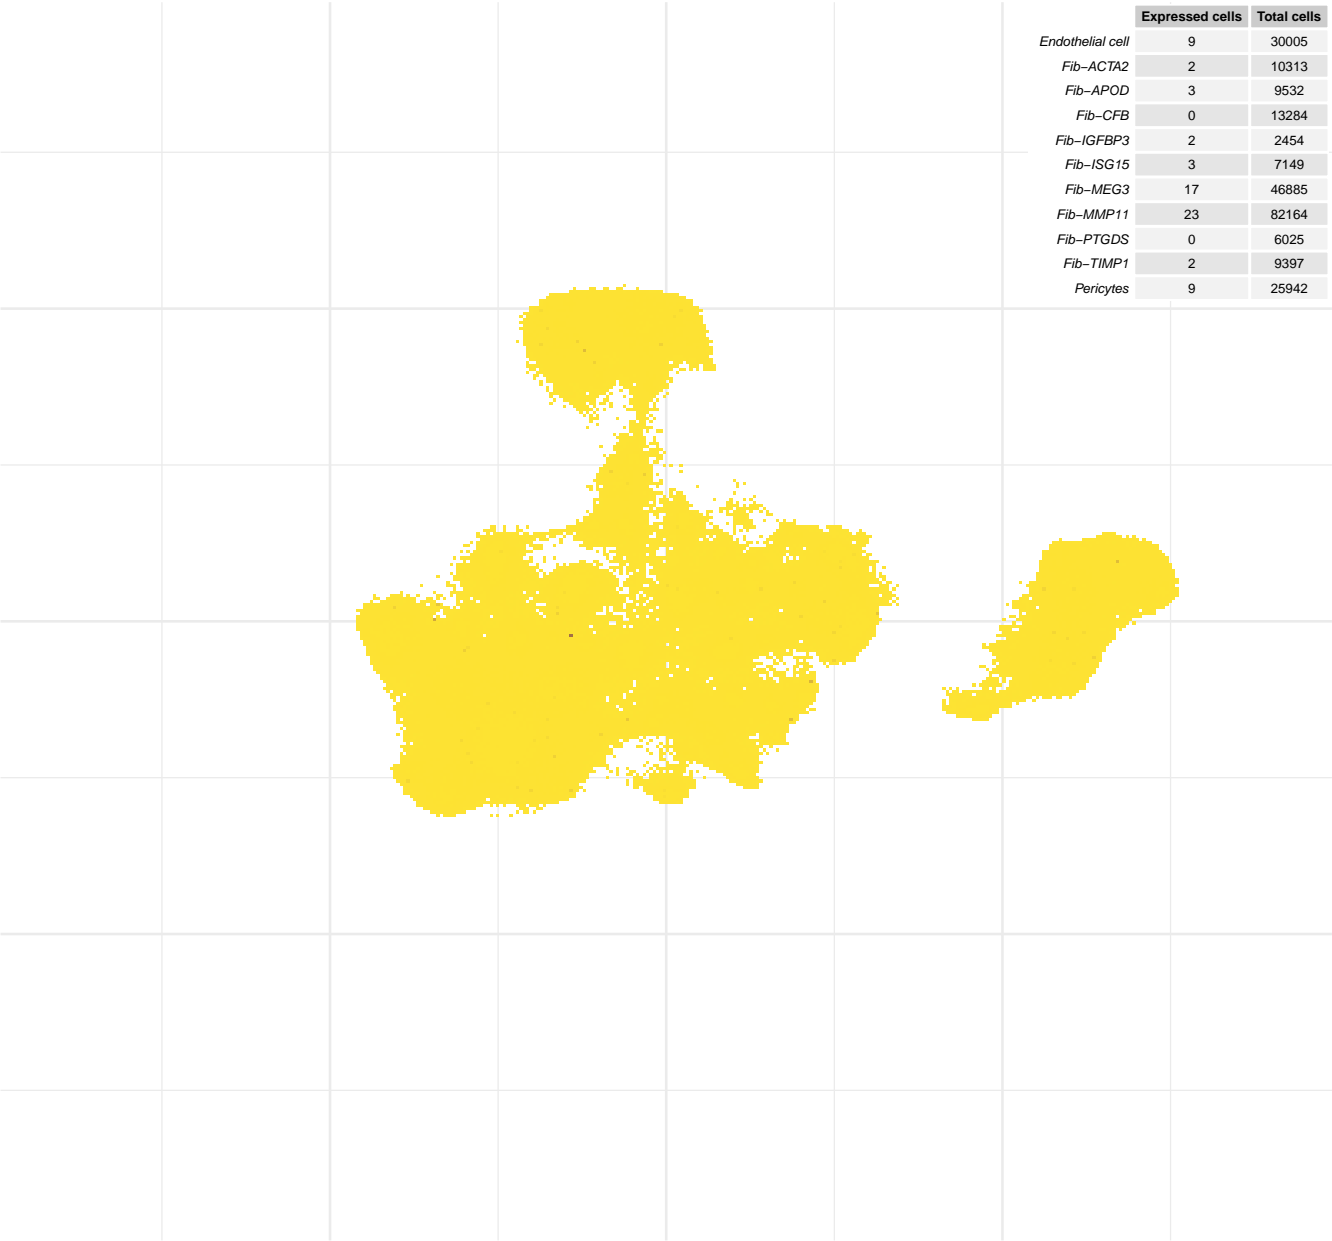 Expressed cells Total cells
Endothelial cell 9 30005
Fib−ACTA2 2 10313
Fib−APOD 3 9532
Fib−CFB 0 13284
Fib−IGFBP3 2 2454
Fib−ISG15 3 7149
Fib−MEG3 17 46885
Fib−MMP11 23 82164
Fib−PTGDS 0 6025
Fib−TIMP1 2 9397
Pericytes 9 25942